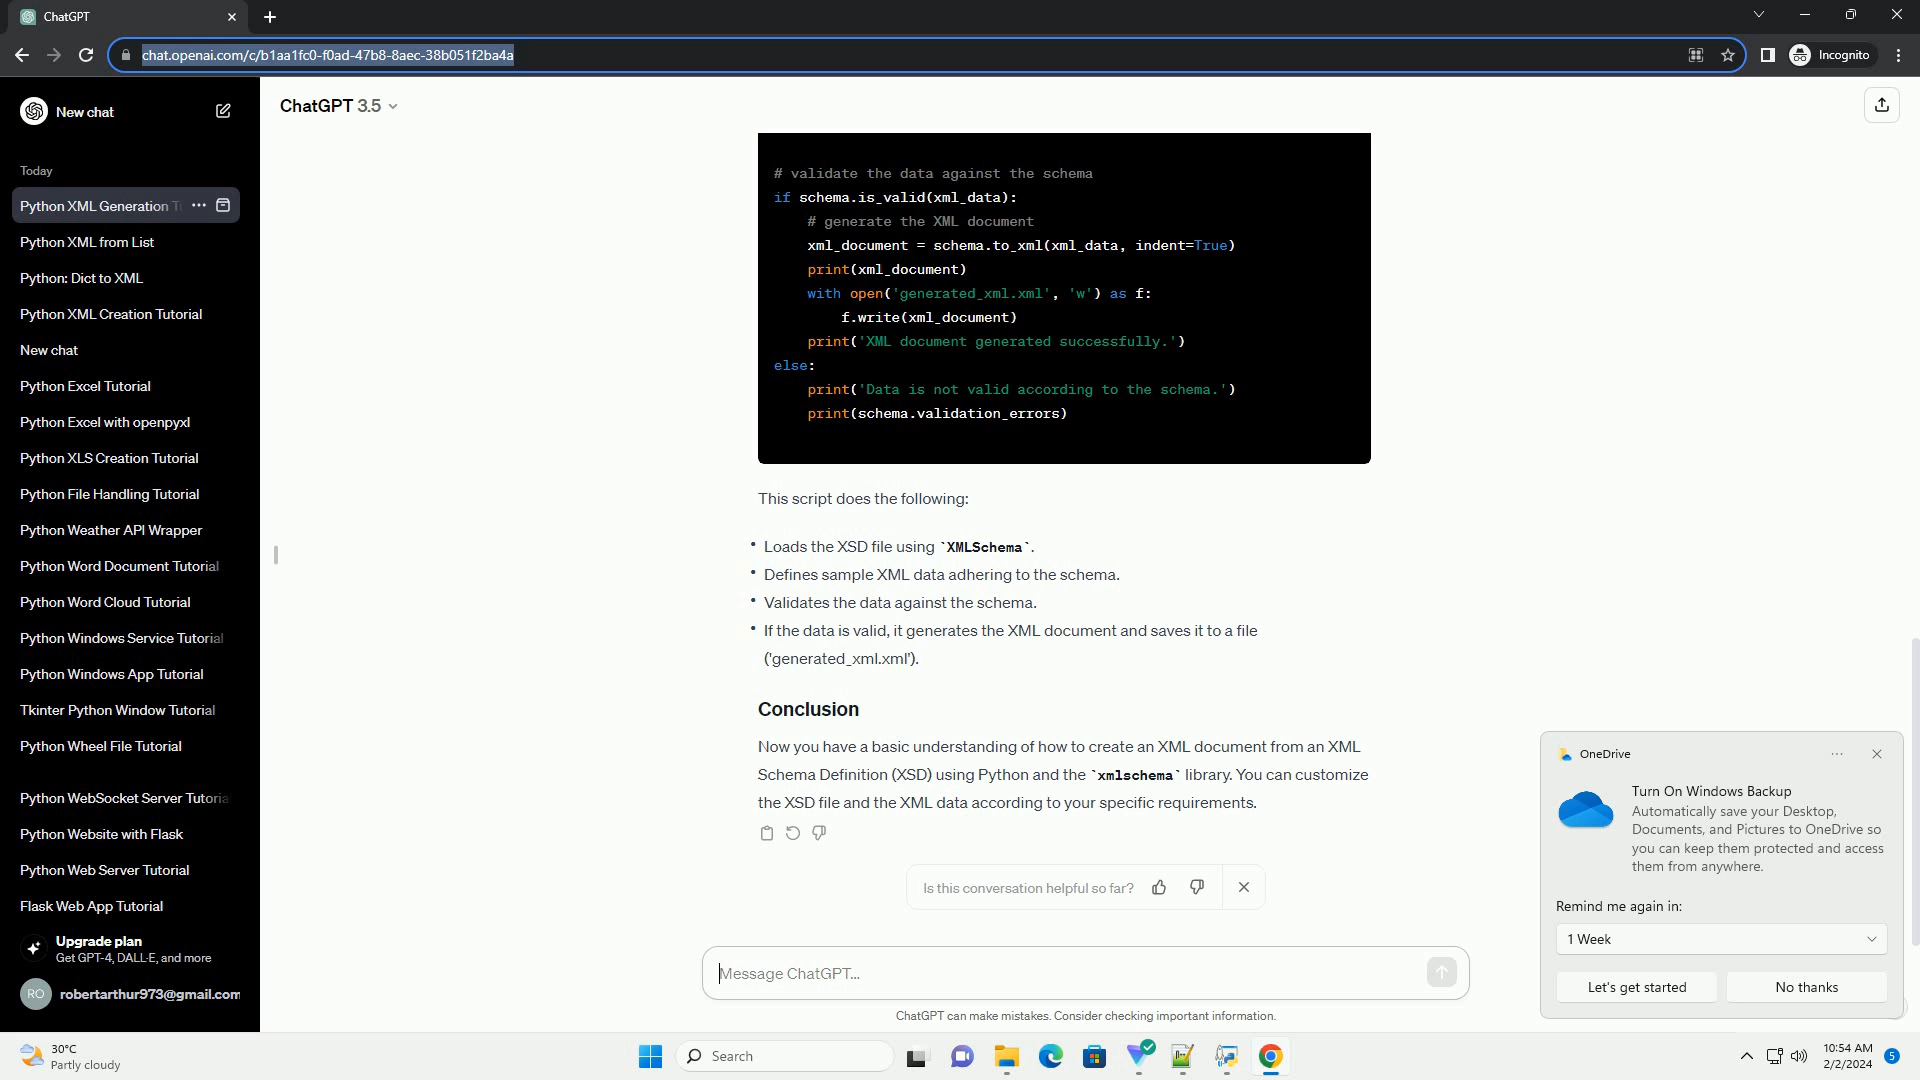 ChatGPT
chat.openai.com/c/b1aa1fc0-f0ad-47b8-8aec-38b051f2ba4a
Incognito
New chat
Today
Python XML Generation
Python XML from List
Python: Dict to XML
Python XML Creation Tutorial
New chat
Python Excel Tutorial
Python Excel with openpyxl
Python XLS Creation Tutorial
Python File Handling Tutorial
Python Weather API Wrapper
Python Word Document Tutorial
Python Word Cloud Tutorial
Python Windows Service Tutorial
Python Windows App Tutorial
Tkinter Python Window Tutorial
Python Wheel File Tutorial
Python WebSocket Server Tutoria
Python Website with Flask
Python Web Server Tutorial
Flask Web App Tutorial
Upgrade plan
Get GPT-4, DALL·E, and more
RO robertarthur973@gmail.com
ChatGPT 3.5
# validate the data against the schema
if schema.is_valid(xml_data):
# generate the XML document
xml_document = schema.to_xml(xml_data, indent=True)
print(xml_document)
with open('generated_xml.xml', 'w') as f:
f.write(xml_document)
print('XML document generated successfully.')
else:
print('Data is not valid according to the schema.')
print(schema.validation_errors)
This script does the following:
• Loads the XSD file using `XMLSchema`.
• Defines sample XML data adhering to the schema.
• Validates the data against the schema.
• If the data is valid, it generates the XML document and saves it to a file
('generated_xml.xml').
Conclusion
Now you have a basic understanding of how to create an XML document from an XML
Schema Definition (XSD) using Python and the `xmlschema` library. You can customize
the XSD file and the XML data according to your specific requirements.
Is this conversation helpful so far?
Message ChatGPT...
ChatGPT can make mistakes. Consider checking important information.
OneDrive
Turn On Windows Backup
Automatically save your Desktop,
Documents, and Pictures to OneDrive so
you can keep them protected and access
them from anywhere.
Remind me again in:
1 Week
Let's get started
No thanks
30°C
Partly cloudy
Search
10:54 AM
2/2/2024
5